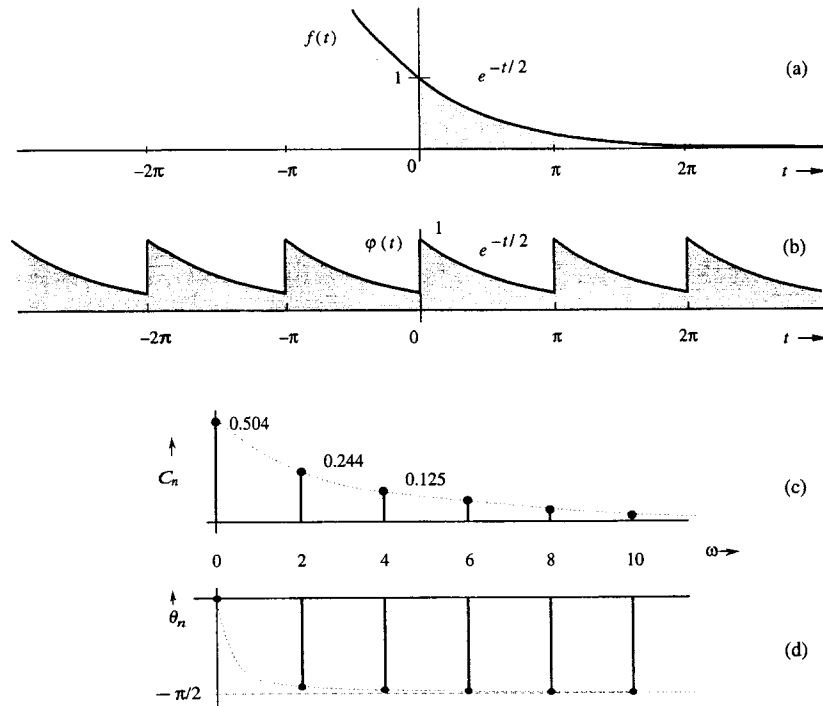 f(t)
1
e^{-t/2}
(a)
-2π
-π
0
π
2π
t →
φ(t)
1
e^{-t/2}
(b)
-2π
-π
0
π
2π
t →
0.504
0.244
0.125
↑
C_n
(c)
0
2
4
6
8
10
ω→
↑
θ_n
(d)
-π/2